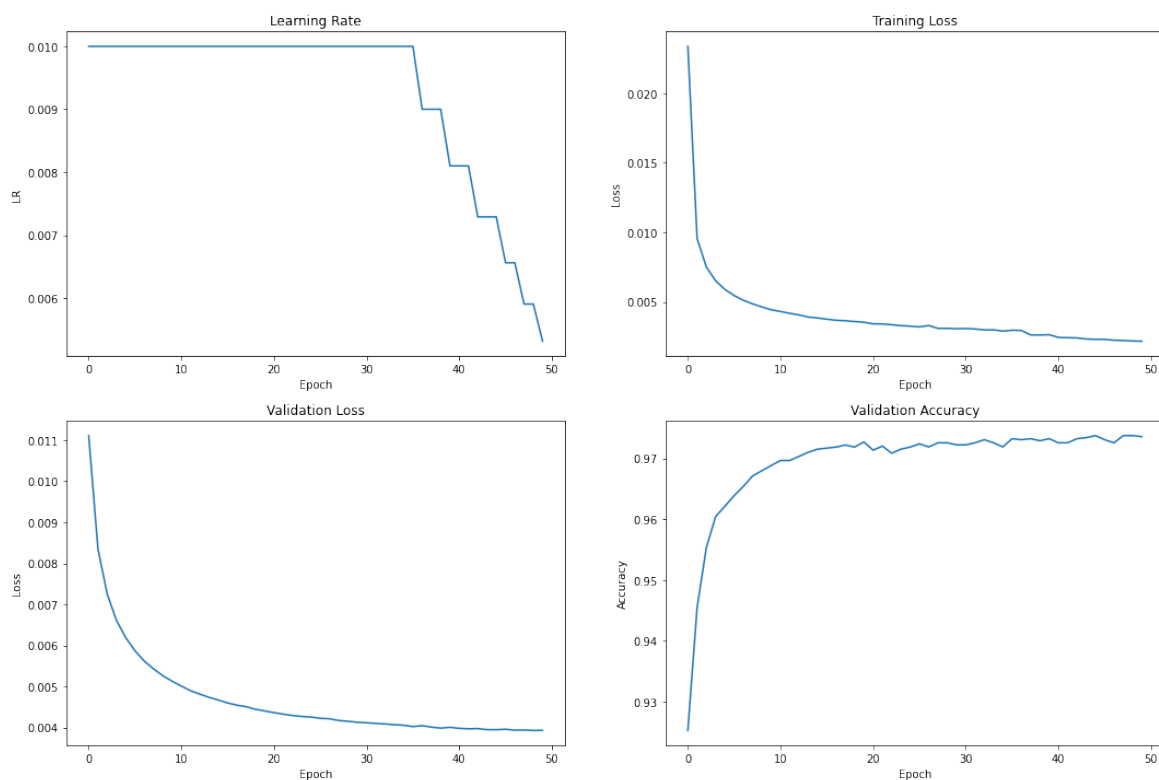 Learning Rate
0.010
0.009
0.008
0.007
0.006
LR
0 10 20 30 40 50
Epoch
Training Loss
0.020
0.015
0.010
0.005
Loss
0 10 20 30 40 50
Epoch
Validation Loss
0.011
0.010
0.009
0.008
0.007
0.006
0.005
0.004
Loss
0 10 20 30 40 50
Epoch
Validation Accuracy
0.97
0.96
0.95
0.94
0.93
Accuracy
0 10 20 30 40 50
Epoch